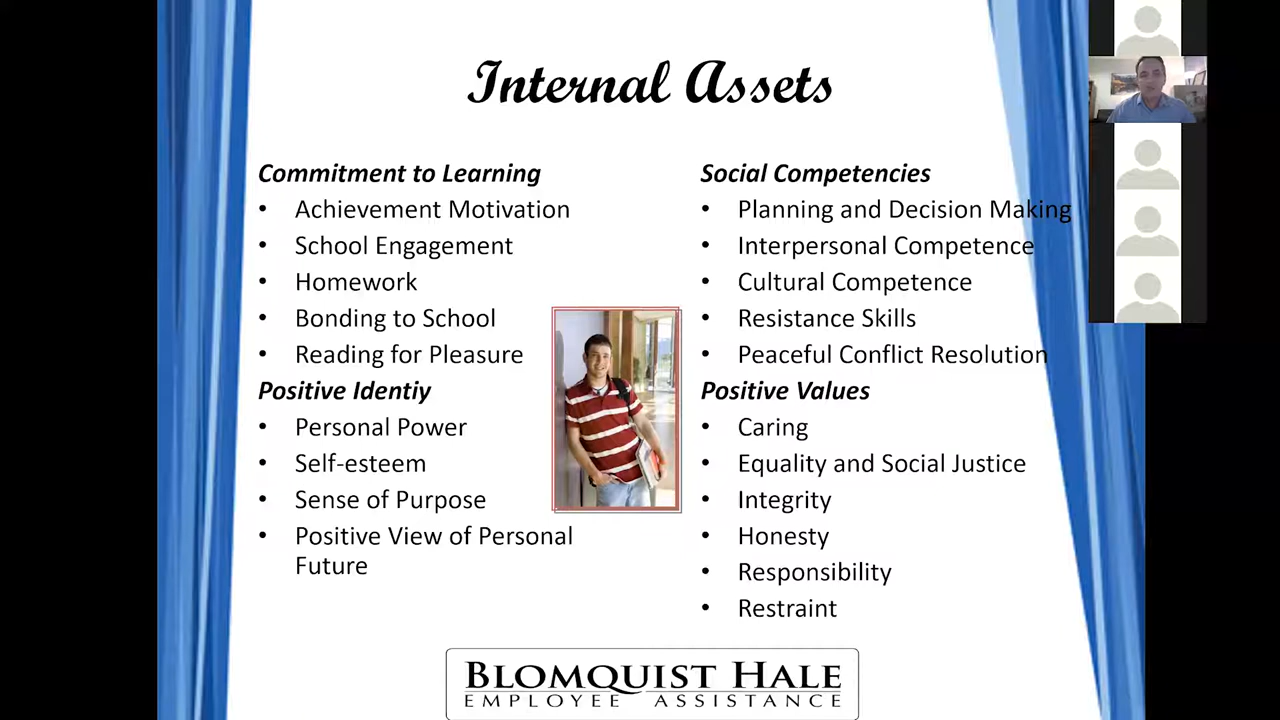 Internal Assets
Commitment to Learning
• Achievement Motivation
• School Engagement
• Homework
• Bonding to School
• Reading for Pleasure
Positive Identiy
• Personal Power
• Self-esteem
• Sense of Purpose
• Positive View of Personal
Future
Social Competencies
• Planning and Decision Making
• Interpersonal Competence
• Cultural Competence
• Resistance Skills
• Peaceful Conflict Resolution
Positive Values
• Caring
• Equality and Social Justice
• Integrity
• Honesty
• Responsibility
• Restraint
BLOMQUIST HALE
EMPLOYEE ASSISTANCE